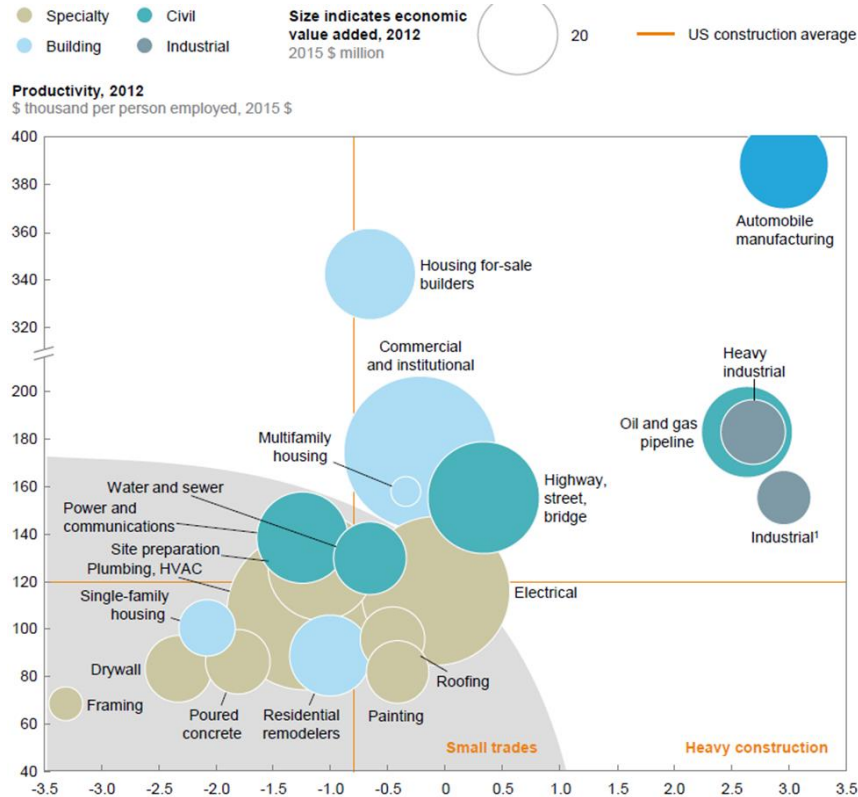 Specialty
Civil
Building
Industrial
Size indicates economic
value added, 2012
2015 $ million
20
US construction average
Productivity, 2012
$ thousand per person employed, 2015 $
400
380
360
340
320
200
180
160
140
120
100
80
60
40
Automobile
manufacturing
Housing for-sale
builders
Commercial
and institutional
Heavy
industrial
Oil and gas
pipeline
Multifamily
housing
Highway,
street,
bridge
Industrial¹
Water and sewer
Power and
communications
Site preparation
Plumbing, HVAC
Electrical
Single-family
housing
Drywall
Roofing
Framing
Poured
concrete
Residential
remodelers
Painting
Small trades
Heavy construction
-3.5 -3.0 -2.5 -2.0 -1.5 -1.0 -0.5 0 0.5 1.0 1.5 2.0 2.5 3.0 3.5